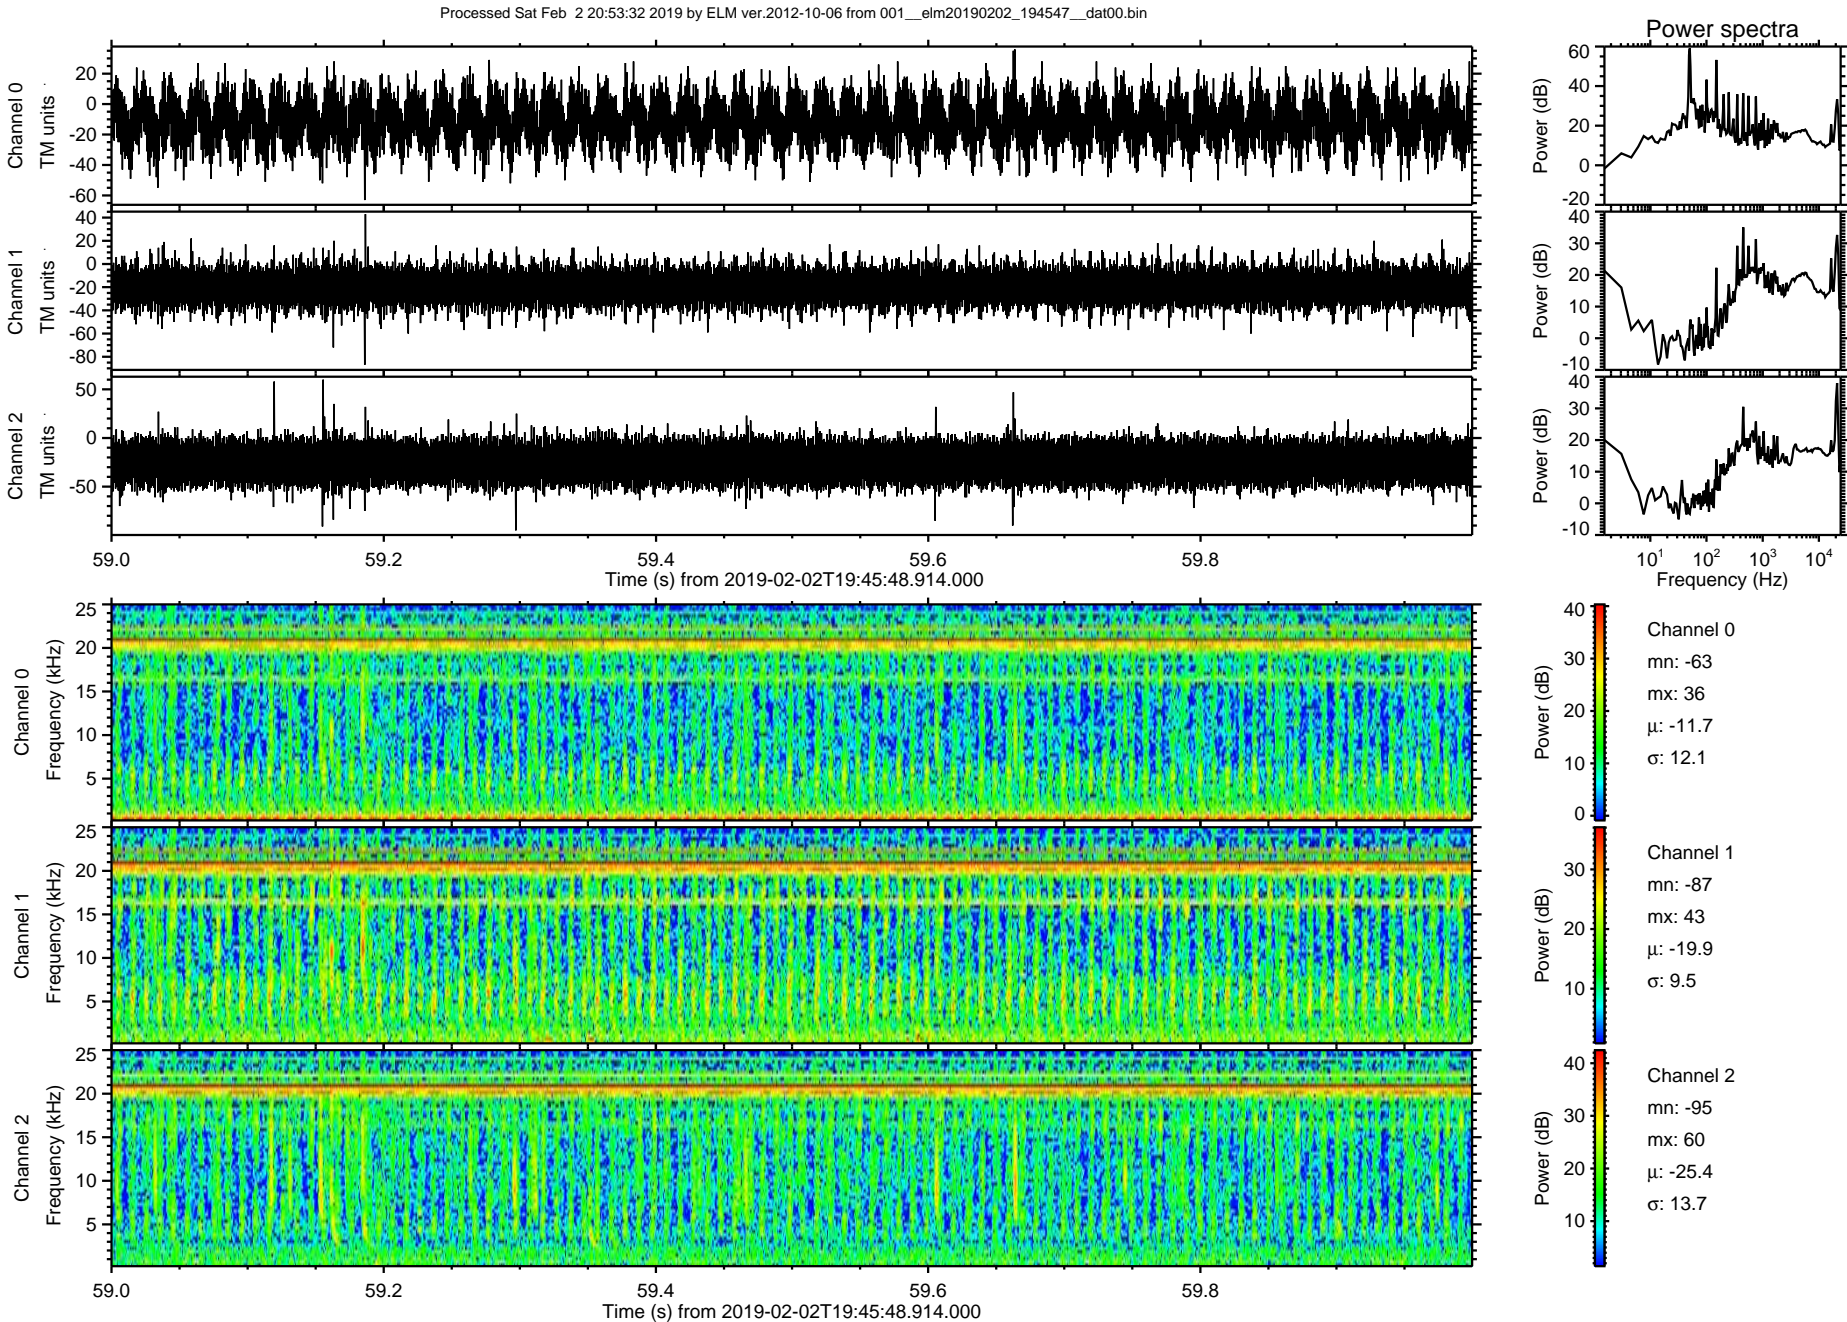 Processed Sat Feb  2 20:53:32 2019 by ELM ver.2012-10-06 from 001__elm20190202_194547__dat00.bin
Power spectra
Channel 0
TM units
20
0
-20
-40
-60
Power (dB)
60
40
20
0
-20
Channel 1
TM units
40
20
0
-20
-40
-60
-80
Power (dB)
40
30
20
10
0
-10
Channel 2
TM units
50
0
-50
Power (dB)
40
30
20
10
0
-10
59.0 59.2 59.4 59.6 59.8
Time (s) from 2019-02-02T19:45:48.914.000
10^1 10^2 10^3 10^4
Frequency (Hz)
Channel 0
Frequency (kHz)
25
20
15
10
5
Power (dB)
40
30
20
10
0
Channel 0
mn: -63
mx: 36
μ: -11.7
σ: 12.1
Channel 1
Frequency (kHz)
25
20
15
10
5
Power (dB)
30
20
10
Channel 1
mn: -87
mx: 43
μ: -19.9
σ: 9.5
Channel 2
Frequency (kHz)
25
20
15
10
5
Power (dB)
40
30
20
10
Channel 2
mn: -95
mx: 60
μ: -25.4
σ: 13.7
59.0 59.2 59.4 59.6 59.8
Time (s) from 2019-02-02T19:45:48.914.000